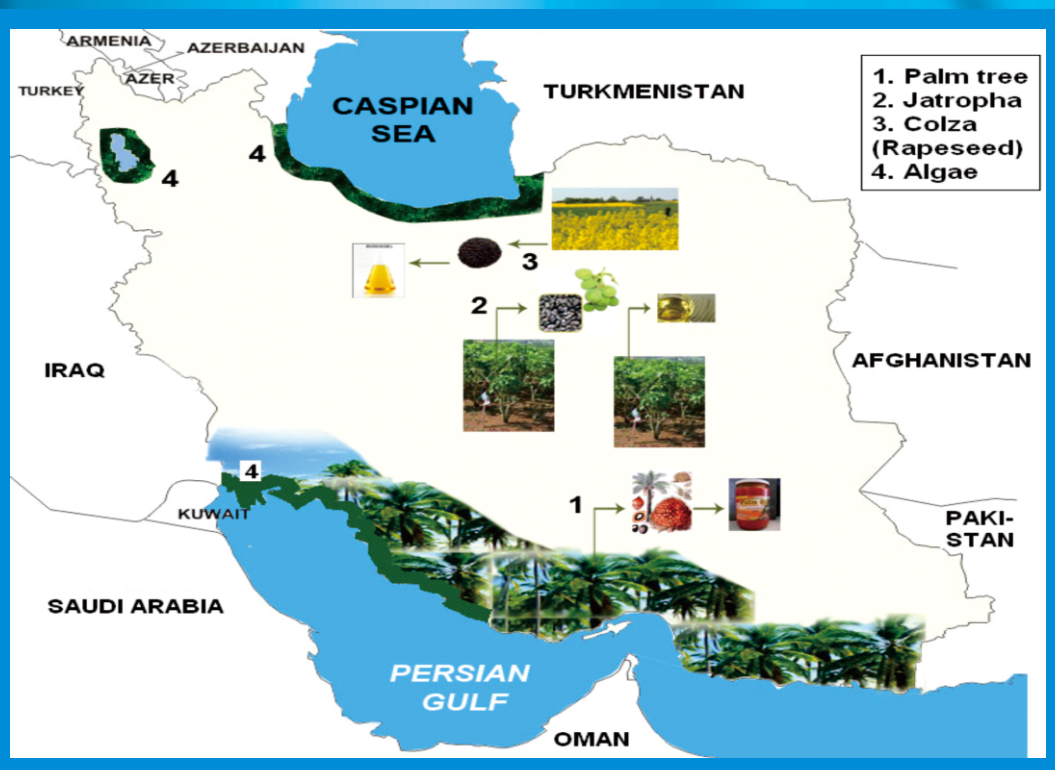 ARMENIA
AZERBAIJAN
AZER
TURKEY
CASPIAN
SEA
TURKMENISTAN
1. Palm tree
2. Jatropha
3. Colza
(Rapeseed)
4. Algae
4
4
3
2
IRAQ
AFGHANISTAN
4
1
KUWAIT
PAKI-
STAN
SAUDI ARABIA
PERSIAN
GULF
OMAN